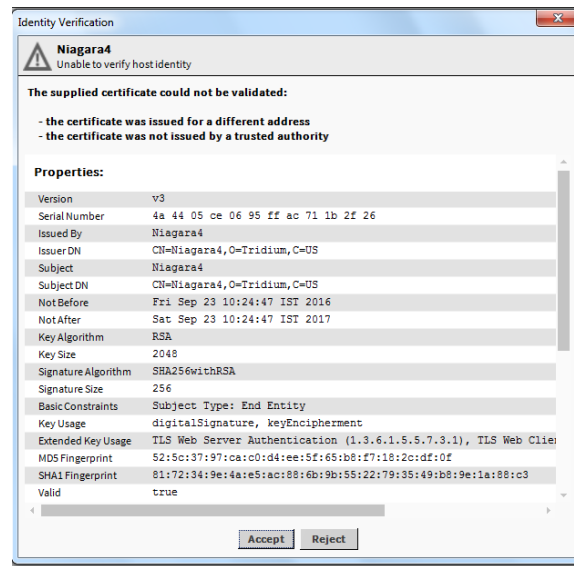 Identity Verification
Niagara4
Unable to verify host identity
The supplied certificate could not be validated:
- the certificate was issued for a different address
- the certificate was not issued by a trusted authority
Properties:
Version v3
Serial Number 4a 44 05 ce 06 95 ff ac 71 1b 2f 26
Issued By Niagara4
Issuer DN CN=Niagara4,O=Tridium,C=US
Subject Niagara4
Subject DN CN=Niagara4,O=Tridium,C=US
Not Before Fri Sep 23 10:24:47 IST 2016
Not After Sat Sep 23 10:24:47 IST 2017
Key Algorithm RSA
Key Size 2048
Signature Algorithm SHA256withRSA
Signature Size 256
Basic Constraints Subject Type: End Entity
Key Usage digitalSignature, keyEncipherment
Extended Key Usage TLS Web Server Authentication (1.3.6.1.5.5.7.3.1), TLS Web Clie
MD5 Fingerprint 52:5c:37:97:ca:c0:d4:ee:5f:65:b8:f7:18:2c:df:0f
SHA1 Fingerprint 81:72:34:9e:4a:e5:ac:88:6b:9b:55:22:79:35:49:b8:9e:1a:88:c3
Valid true
Accept Reject